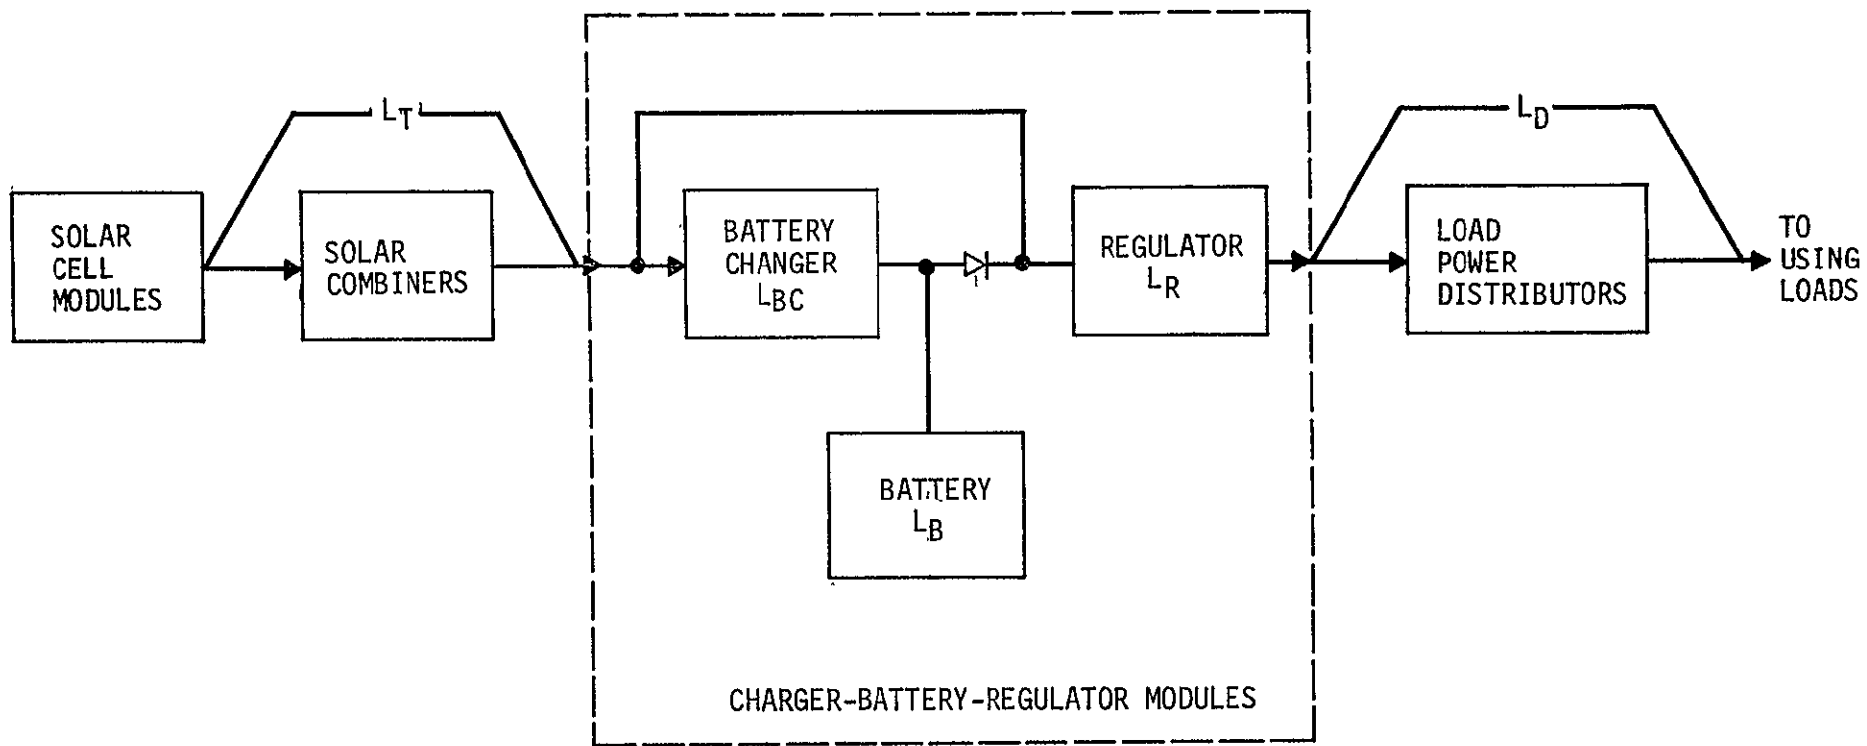 SOLAR
CELL
MODULES
L_T
SOLAR
COMBINERS
BATTERY
CHANGER
L_BC
BATTERY
L_B
REGULATOR
L_R
CHARGER-BATTERY-REGULATOR MODULES
L_D
LOAD
POWER
DISTRIBUTORS
TO
USING
LOADS